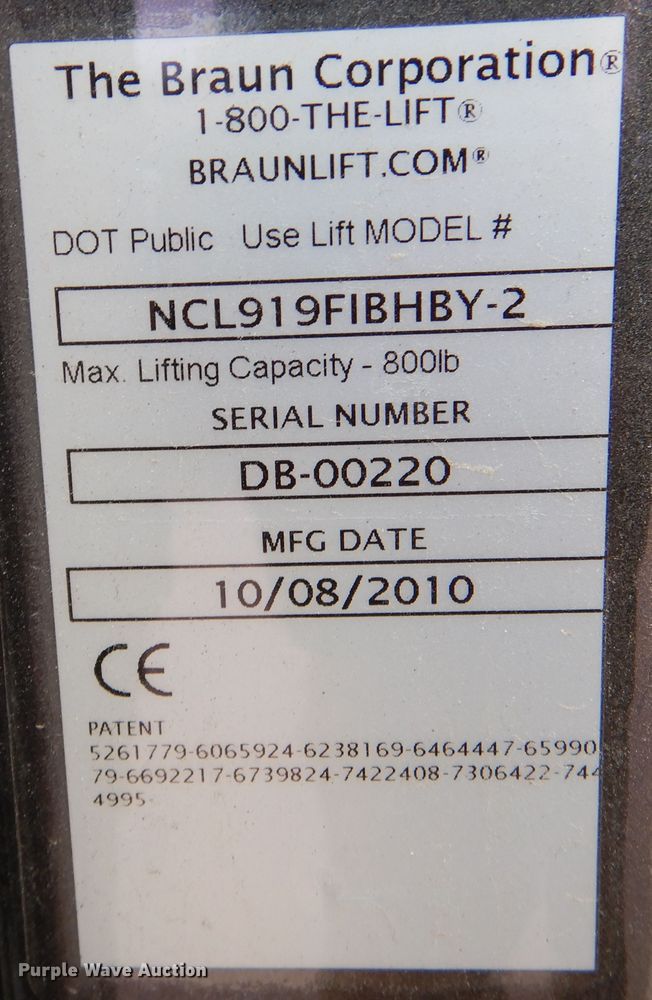 The Braun Corporation®
1-800-THE-LIFT®
BRAUNLIFT.COM®
DOT Public Use Lift MODEL #
NCL919FIBHBY-2
Max. Lifting Capacity - 800lb
SERIAL NUMBER
DB-00220
MFG DATE
10/08/2010
CE
PATENT
5261779-6065924-6238169-6464447-65990
79-6692217-6739824-7422408-7306422-744
4995-
Purple Wave Auction